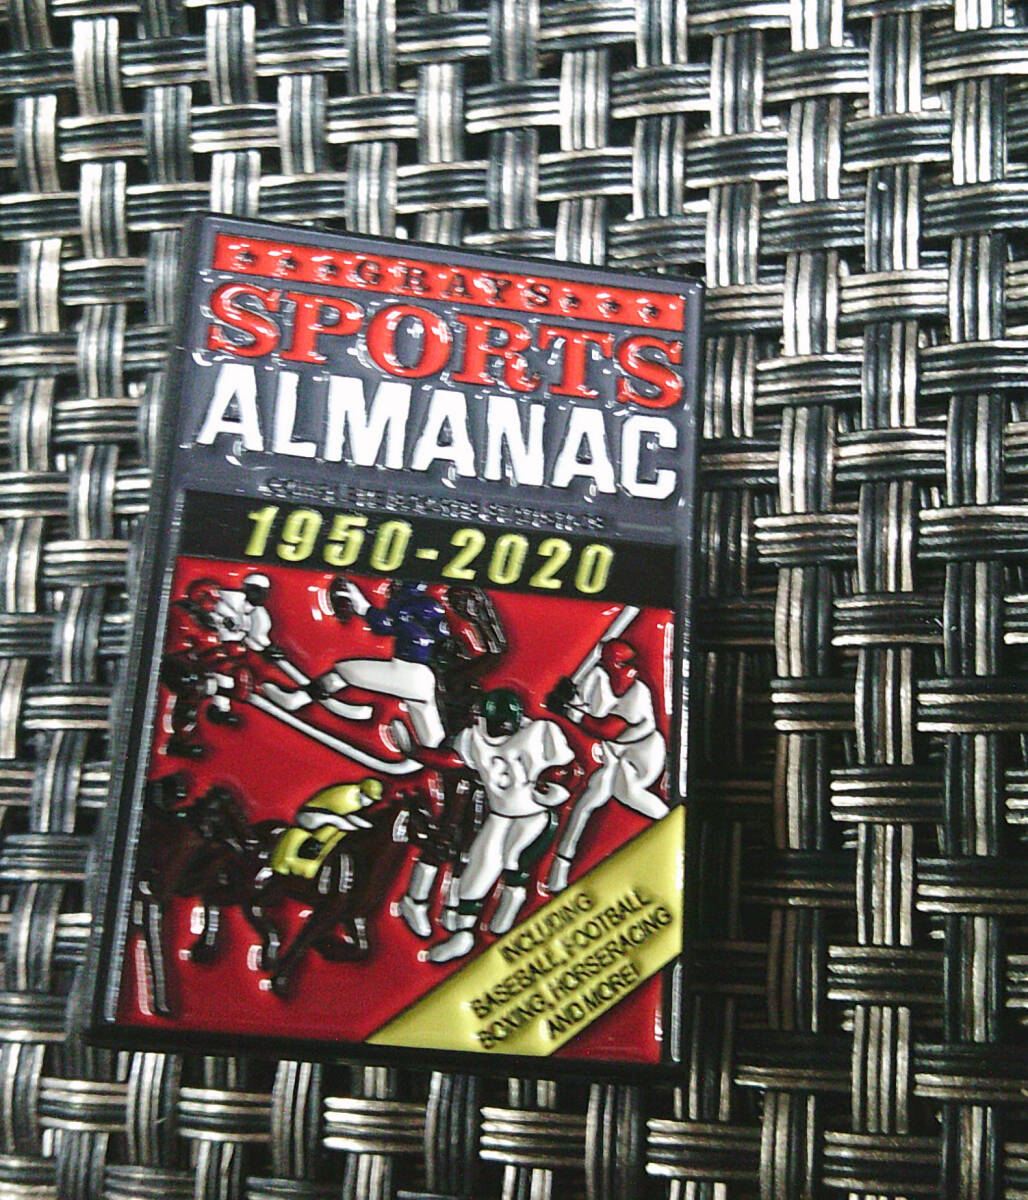 GRAYS
SPORTS
ALMANAC
1950-2020
31
INCLUDING
BASEBALL, FOOTBALL
BOXING, HORSERACING
AND MORE!